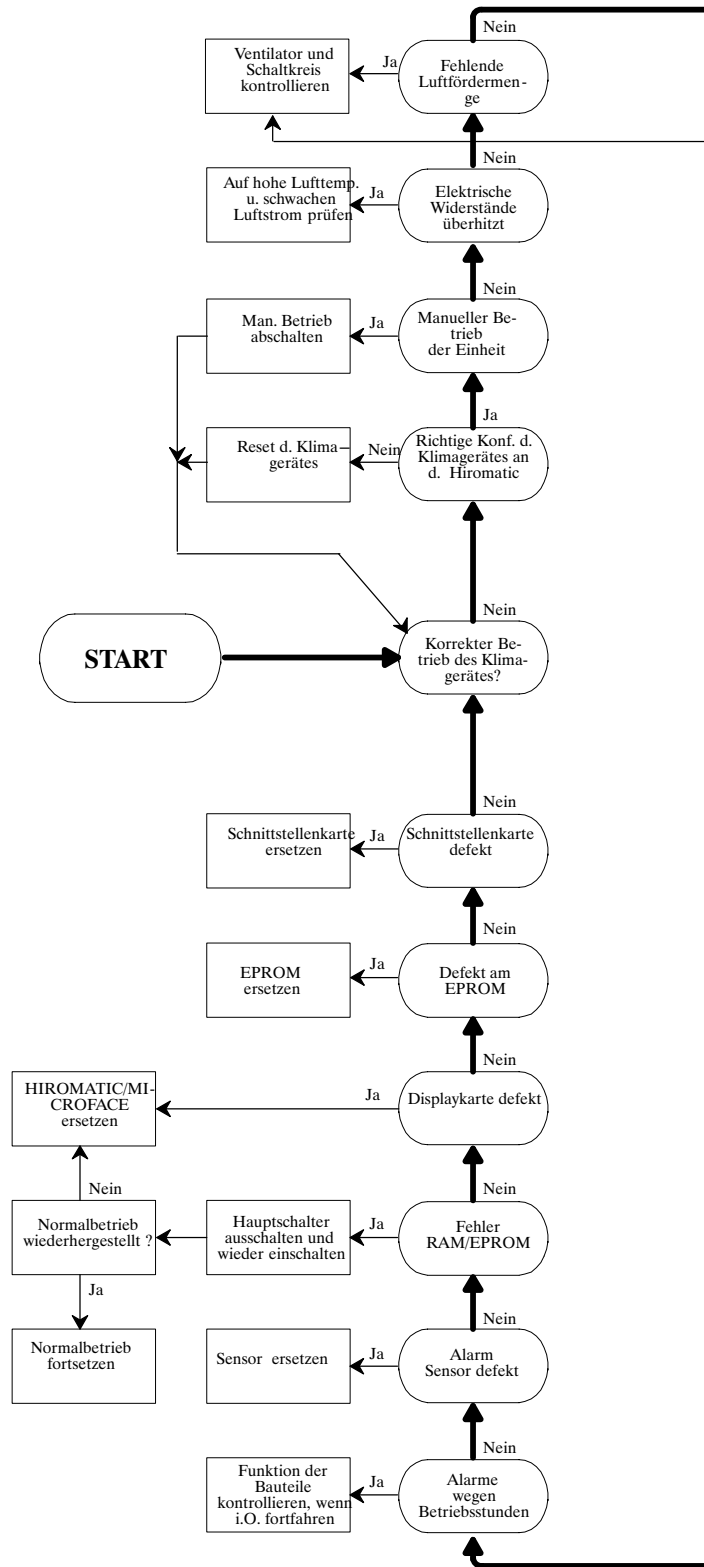 Nein
Ventilator und
Schaltkreis
kontrollieren
Ja
Fehlende
Luftfördermen-
ge
Nein
Auf hohe Lufttemp.
u. schwachen
Luftstrom prüfen
Ja
Elektrische
Widerstände
überhitzt
Nein
Man. Betrieb
abschalten
Ja
Manueller Be-
trieb
der Einheit
Ja
Reset d. Klima-
gerätes
Nein
Richtige Konf. d.
Klimagerätes an
d. Hiromatic
Nein
START
Korrekter Be-
trieb des Klima-
gerätes?
Nein
Schnittstellenkarte
ersetzen
Ja
Schnittstellenkarte
defekt
Nein
EPROM
ersetzen
Ja
Defekt am
EPROM
Nein
HIROMATIC/MI-
CROFACE
ersetzen
Ja
Displaykarte defekt
Nein
Nein
Normalbetrieb
wiederhergestellt ?
Hauptschalter
ausschalten und
wieder einschalten
Ja
Fehler
RAM/EPROM
Ja
Nein
Normalbetrieb
fortsetzen
Sensor ersetzen
Ja
Alarm
Sensor defekt
Nein
Funktion der
Bauteile
kontrollieren, wenn
i.O. fortfahren
Ja
Alarme
wegen
Betriebsstunden